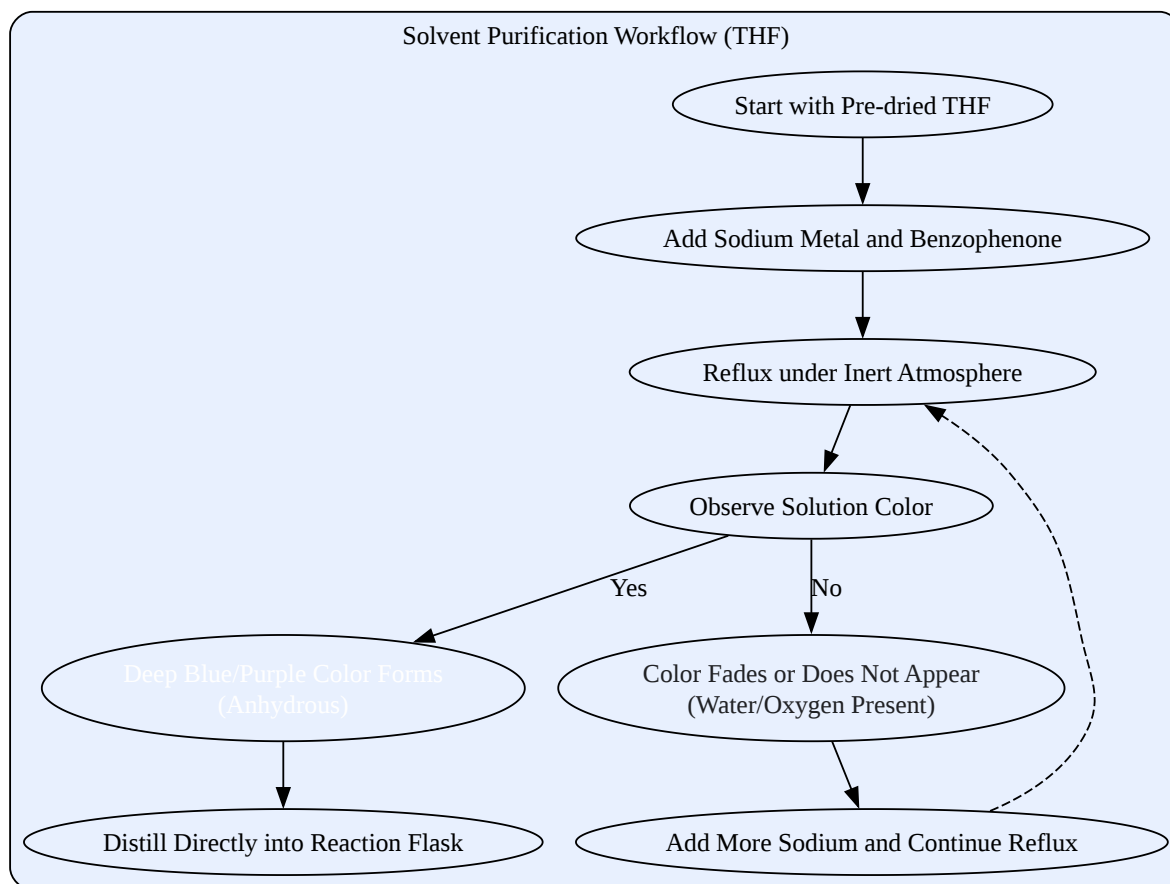 Solvent Purification Workflow (THF)
Start with Pre-dried THF
Add Sodium Metal and Benzophenone
Reflux under Inert Atmosphere
Observe Solution Color
Yes
No
Deep Blue/Purple Color Forms
(Anhydrous)
Color Fades or Does Not Appear
(Water/Oxygen Present)
Distill Directly into Reaction Flask
Add More Sodium and Continue Reflux